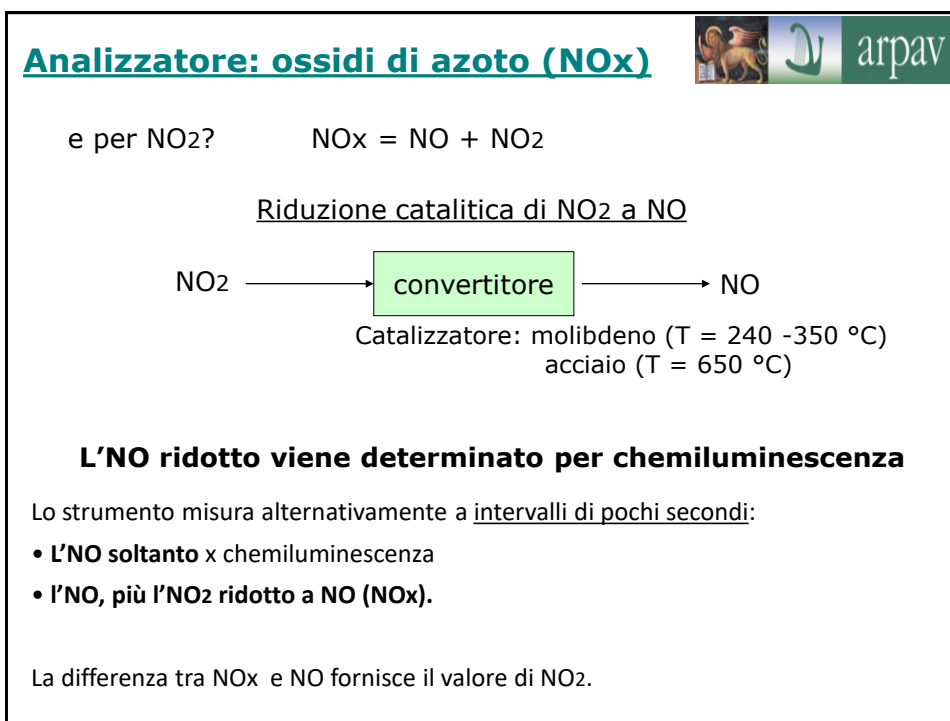 Analizzatore: ossidi di azoto (NOx)
arpav
e per NO2? NOx = NO + NO2
Riduzione catalitica di NO2 a NO
NO2 convertitore NO
Catalizzatore: molibdeno (T = 240 -350 °C)
acciaio (T = 650 °C)
L’NO ridotto viene determinato per chemiluminescenza
Lo strumento misura alternativamente a intervalli di pochi secondi:
• L’NO soltanto x chemiluminescenza
• l’NO, più l’NO2 ridotto a NO (NOx).
La differenza tra NOx e NO fornisce il valore di NO2.